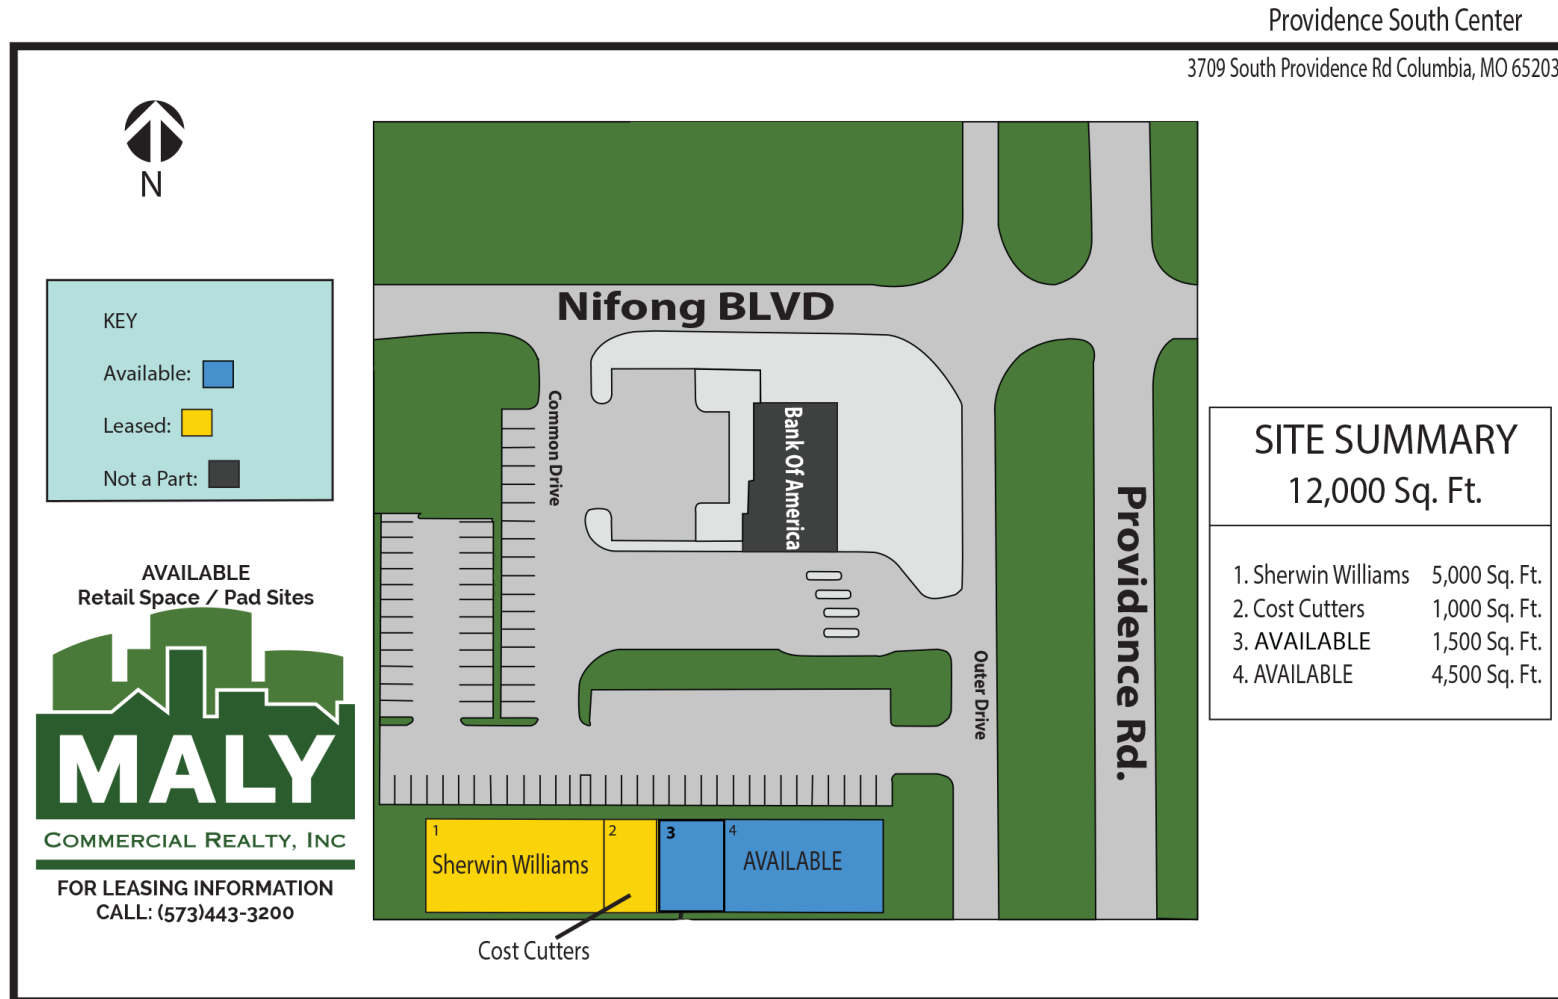 Providence South Center
3709 South Providence Rd Columbia, MO 65203
N
KEY
Available:
Leased:
Not a Part:
AVAILABLE
Retail Space / Pad Sites
MALY
COMMERCIAL REALTY, INC
FOR LEASING INFORMATION
CALL: (573)443-3200
Nifong BLVD
Common Drive
Bank Of America
Outer Drive
Providence Rd.
1
Sherwin Williams
2
3
4
AVAILABLE
Cost Cutters
SITE SUMMARY
12,000 Sq. Ft.
1. Sherwin Williams 5,000 Sq. Ft.
2. Cost Cutters 1,000 Sq. Ft.
3. AVAILABLE 1,500 Sq. Ft.
4. AVAILABLE 4,500 Sq. Ft.